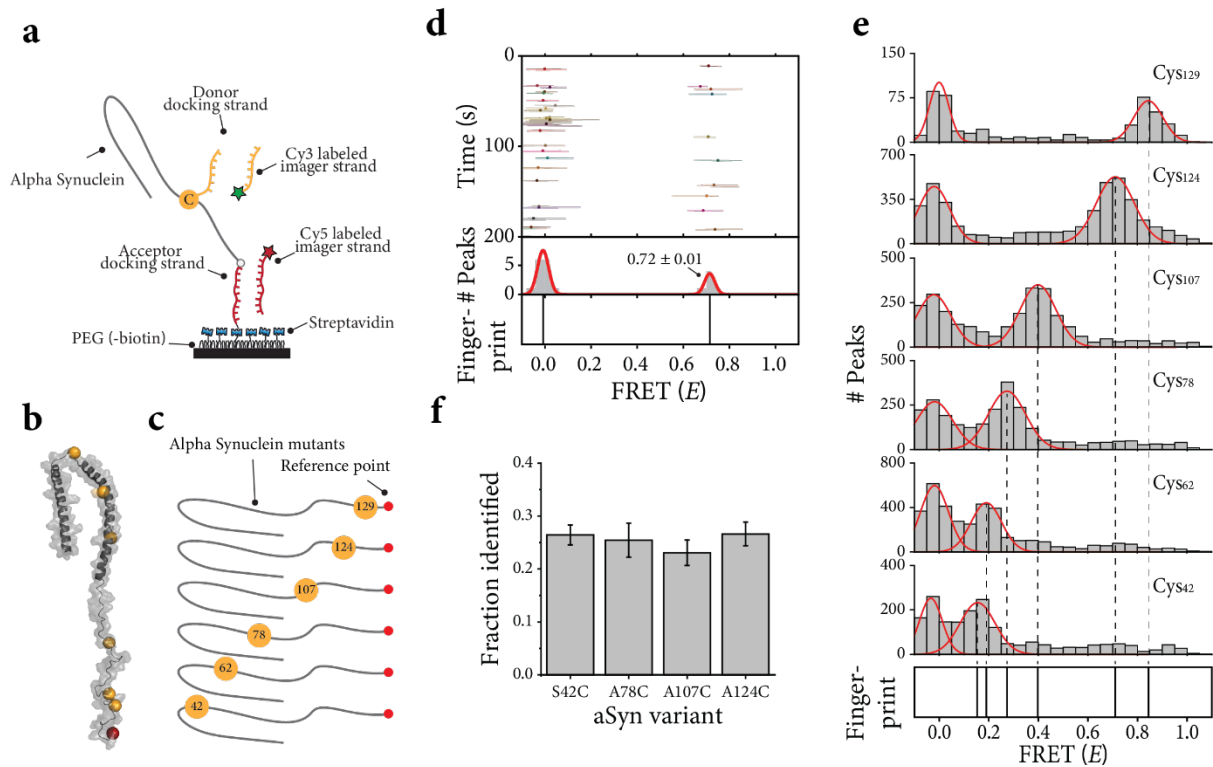 a
Donor
docking strand
Cy3 labeled
imager strand
Alpha Synuclein
C
Cy5 labeled
imager strand
Acceptor
docking strand
Streptavidin
PEG (-biotin)
b
c
Alpha Synuclein mutants
Reference point
129
124
107
78
62
42
d
0
100
200
Time (s)
5
0
# Peaks
0.72 ± 0.01
Finger-
print
0.0 0.2 0.4 0.6 0.8 1.0
FRET (E)
f
0.4
0.3
0.2
0.1
0.0
Fraction identified
S42C A78C A107C A124C
aSyn variant
e
150
75
0
Cys129
700
350
0
Cys124
500
250
0
Cys107
500
250
0
Cys78
800
400
0
Cys62
400
200
0
Cys42
# Peaks
Finger-
print
0.0 0.2 0.4 0.6 0.8 1.0
FRET (E)